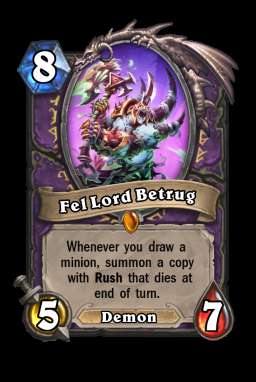 8
Fel Lord Betrug
Whenever you draw a
minion, summon a copy
with Rush that dies at
end of turn.
5
Demon
7